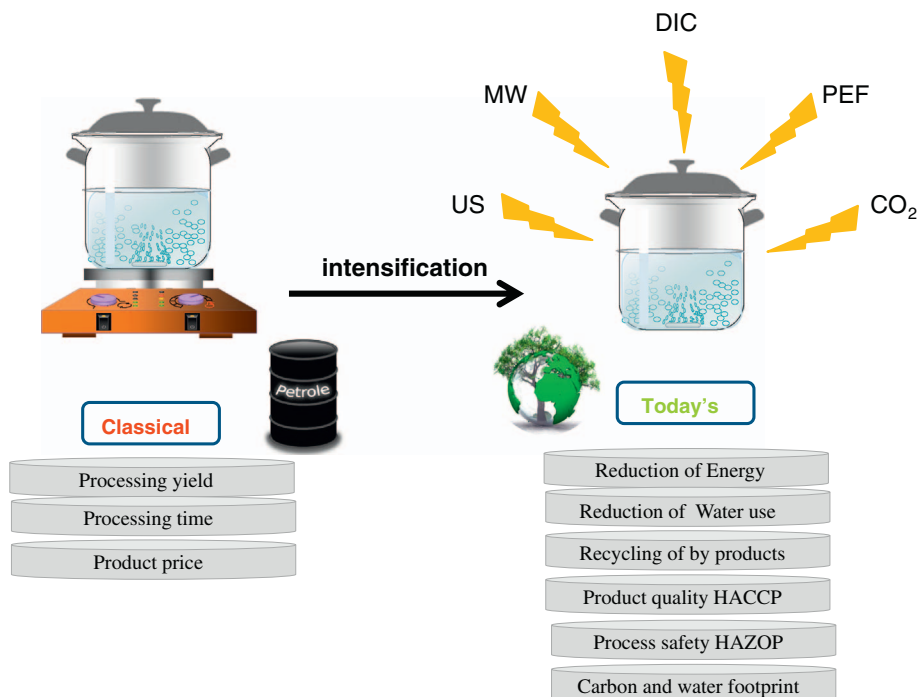 DIC
MW
PEF
US
CO₂
intensification
Petrole
Classical
Today's
Processing yield
Processing time
Product price
Reduction of Energy
Reduction of Water use
Recycling of by products
Product quality HACCP
Process safety HAZOP
Carbon and water footprint